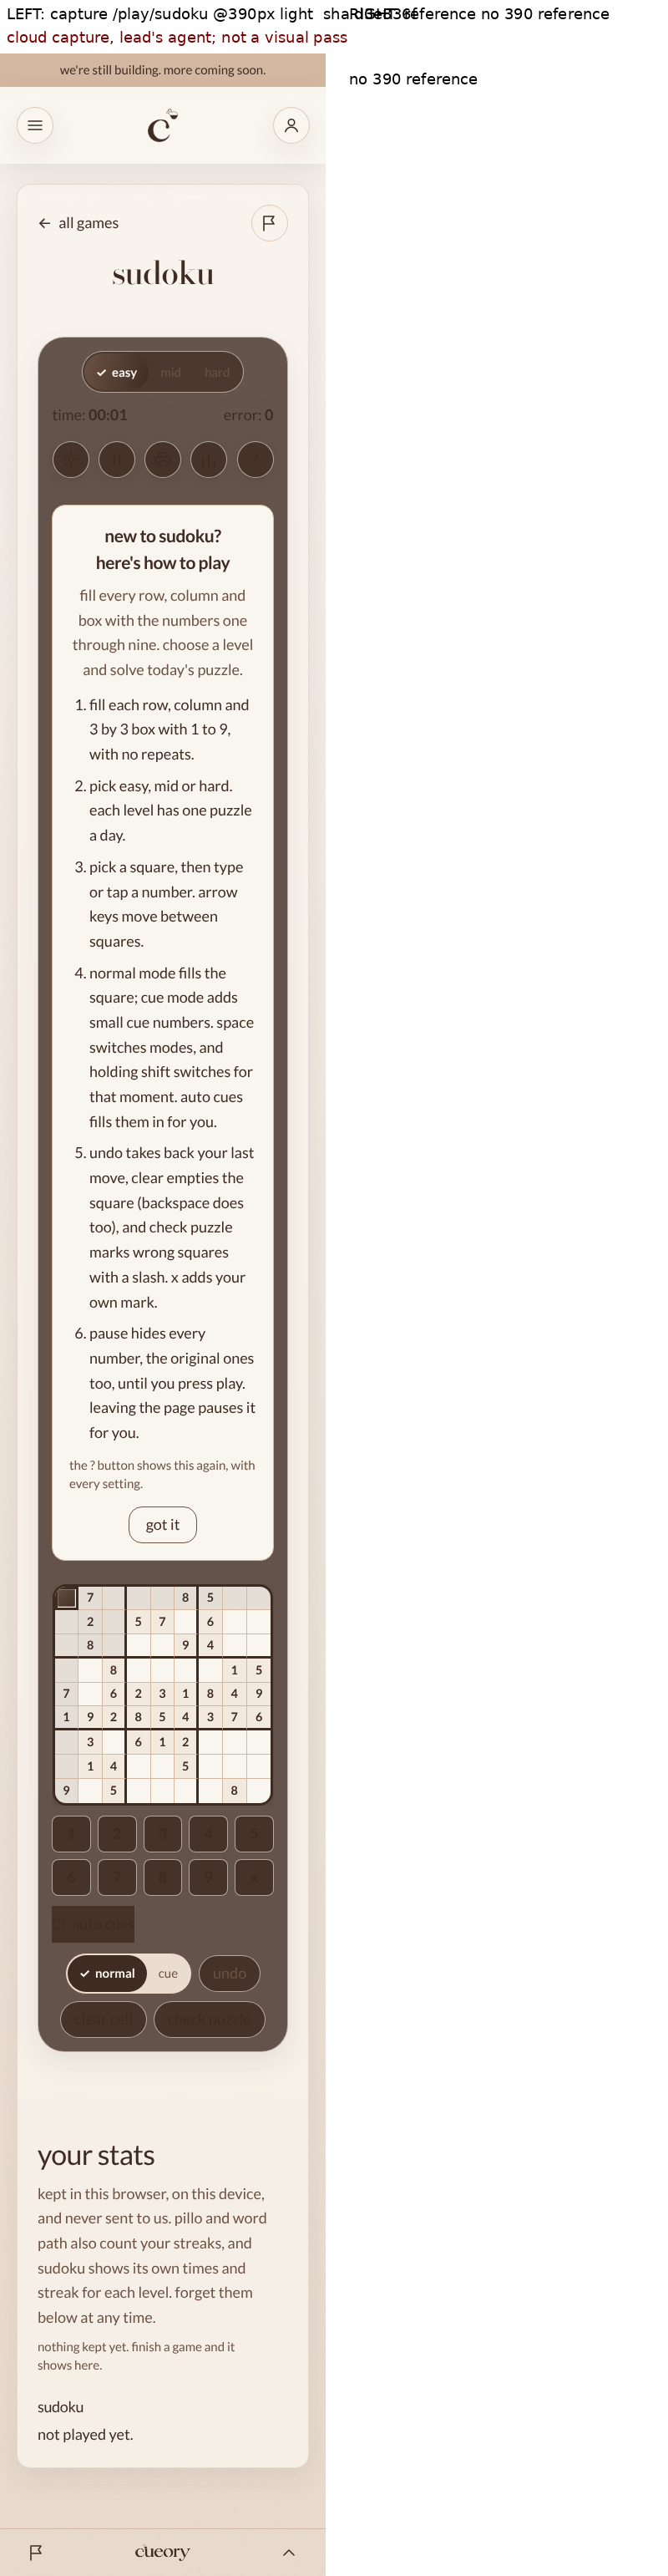 LEFT: capture /play/sudoku @390px light
no 390 reference
cloud capture, lead's agent; not a visual pass
no 390 reference
we're still building. more coming soon.
c
← all games
sudoku
✓ easy mid hard
time: 00:01 error: 0
?
new to sudoku?
here's how to play
fill every row, column and
box with the numbers one
through nine. choose a level
and solve today's puzzle.
1. fill each row, column and
3 by 3 box with 1 to 9,
with no repeats.
2. pick easy, mid or hard.
each level has one puzzle
a day.
3. pick a square, then type
or tap a number. arrow
keys move between
squares.
4. normal mode fills the
square; cue mode adds
small cue numbers. space
switches modes, and
holding shift switches for
that moment. auto cues
fills them in for you.
5. undo takes back your last
move, clear empties the
square (backspace does
too), and check puzzle
marks wrong squares
with a slash. x adds your
own mark.
6. pause hides every
number, the original ones
too, until you press play.
leaving the page pauses it
for you.
the ? button shows this again, with
every setting.
got it
7 8 5
2 5 7 6
8 9 4
8 1 5
7 6 2 3 1 8 4 9
1 9 2 8 5 4 3 7 6
3 6 1 2
1 4 5
9 5 8
1 2 3 4 5
6 7 8 9 x
auto cues
✓ normal cue undo
clear cell check puzzle
your stats
kept in this browser, on this device,
and never sent to us. pillo and word
path also count your streaks, and
sudoku shows its own times and
streak for each level. forget them
below at any time.
nothing kept yet. finish a game and it
shows here.
sudoku
not played yet.
cueory